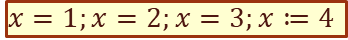 x = 1; x = 2; x = 3; x ≔ 4